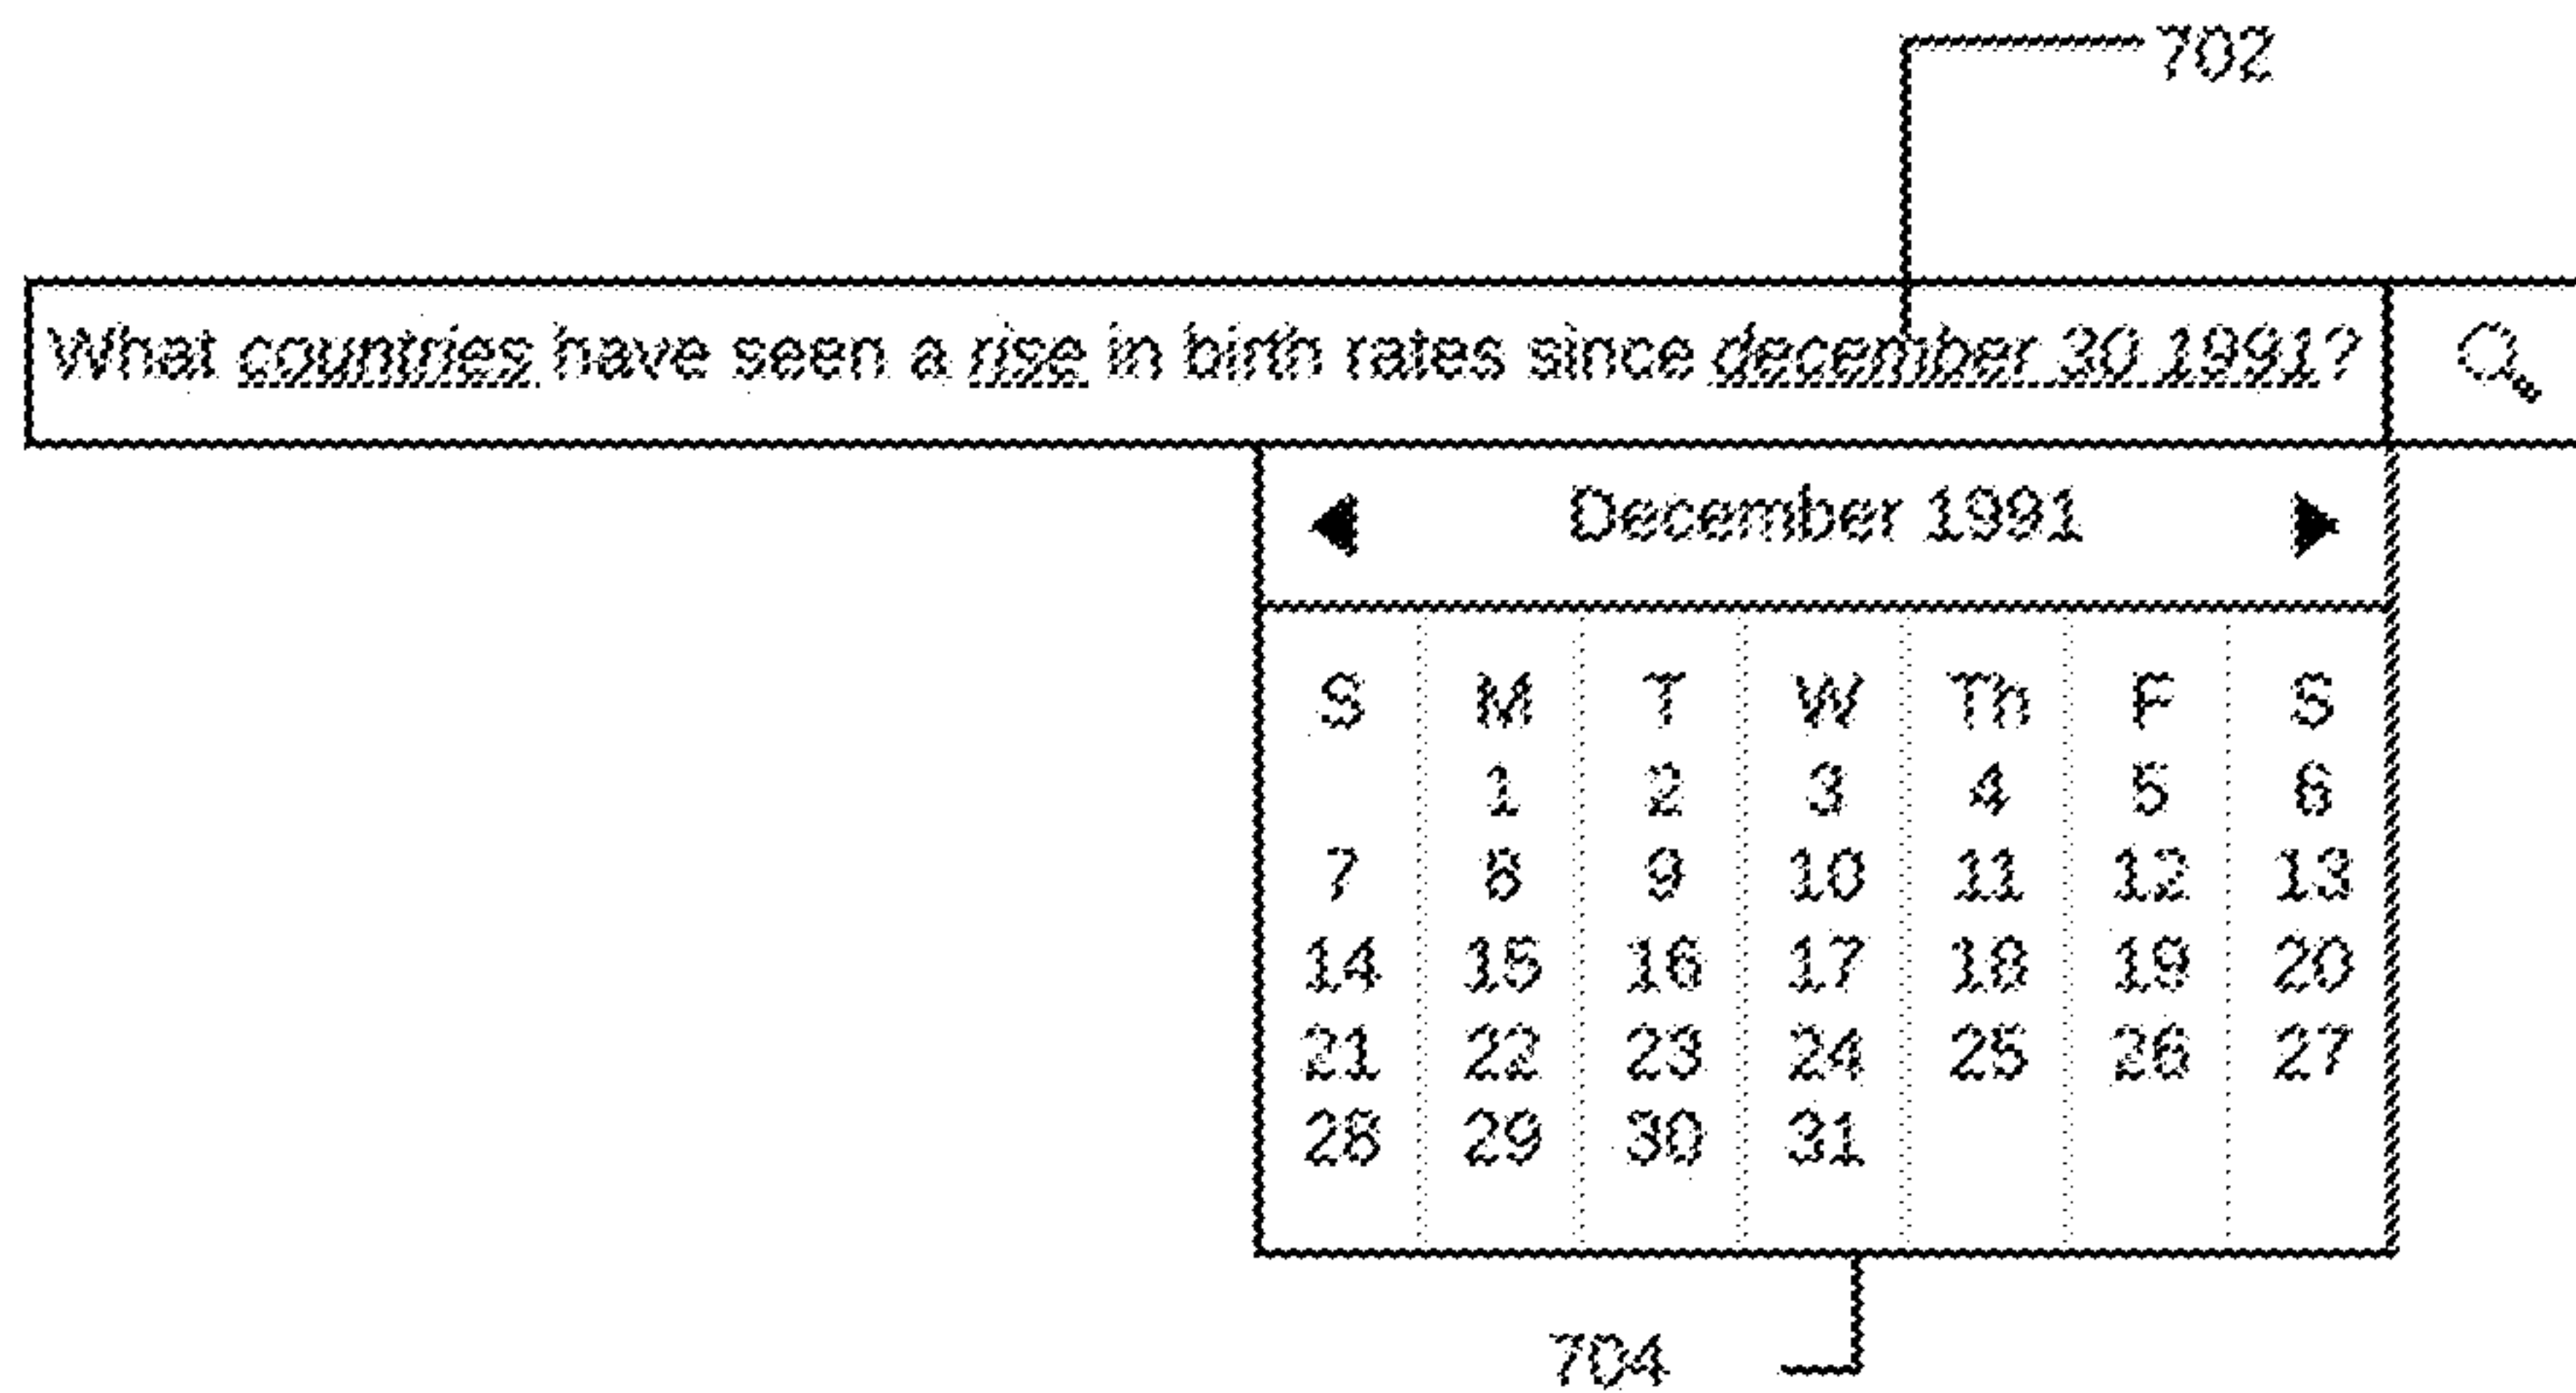 702
What countries have seen a rise in birth rates since december 30 1991?
December 1991
S M T W Th F S
1 2 3 4 5 6
7 8 9 10 11 12 13
14 15 16 17 18 19 20
21 22 23 24 25 26 27
28 29 30 31
704